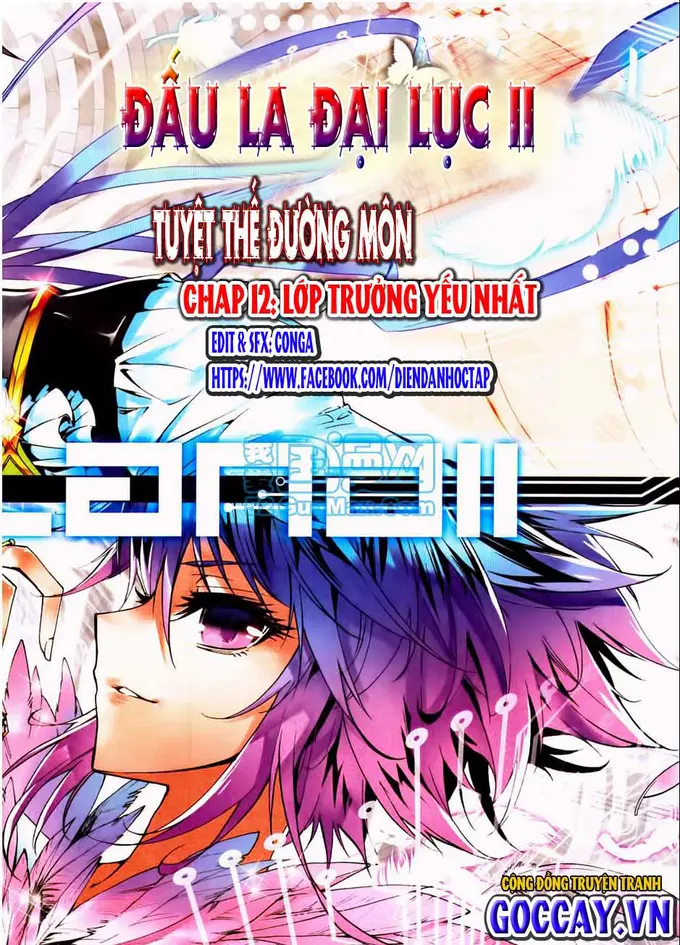 ĐẤU LA ĐẠI LỤC II
TUYỆT THẾ ĐƯỜNG MÔN
CHAP 12: LỚP TRƯỞNG YẾU NHẤT
EDIT & SFX: CONGA
HTTPS://WWW.FACEBOOK.COM/DIENDANHOCTAP
CỘNG ĐỒNG TRUYỆN TRANH
GOCCAY.VN